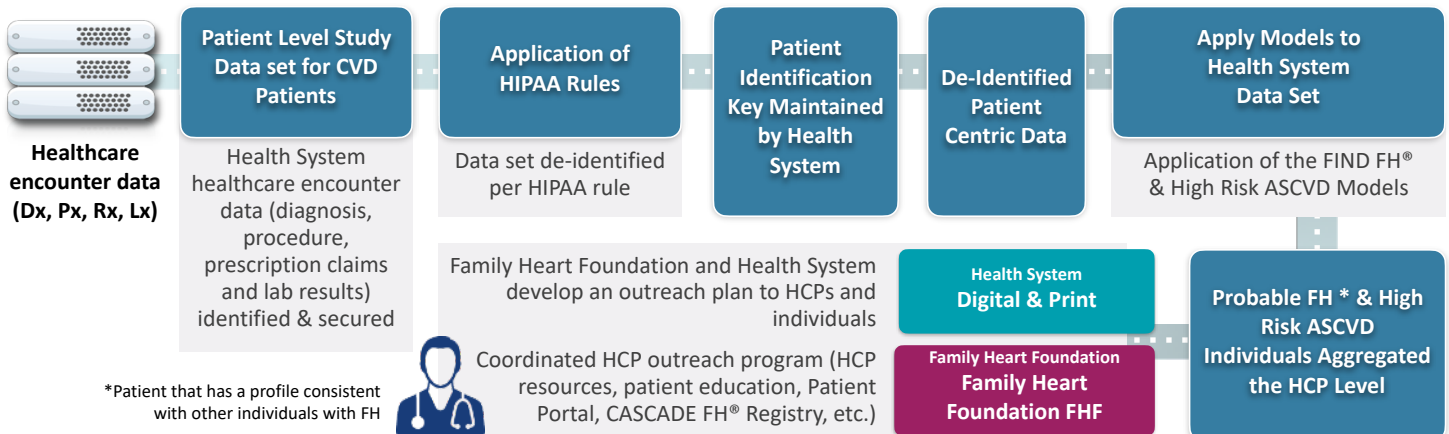 Healthcare
encounter data
(Dx, Px, Rx, Lx)
Patient Level Study
Data set for CVD
Patients
Health System
healthcare encounter
data (diagnosis,
procedure,
prescription claims
and lab results)
identified & secured
Application of
HIPAA Rules
Data set de-identified
per HIPAA rule
Patient
Identification
Key Maintained
by Health
System
De-Identified
Patient
Centric Data
Apply Models to
Health System
Data Set
Application of the FIND FH®
& High Risk ASCVD Models
Probable FH * & High
Risk ASCVD
Individuals Aggregated
the HCP Level
Health System
Digital & Print
Family Heart Foundation and Health System
develop an outreach plan to HCPs and
individuals
Family Heart Foundation
Family Heart
Foundation FHF
Coordinated HCP outreach program (HCP
resources, patient education, Patient
Portal, CASCADE FH® Registry, etc.)
*Patient that has a profile consistent
with other individuals with FH